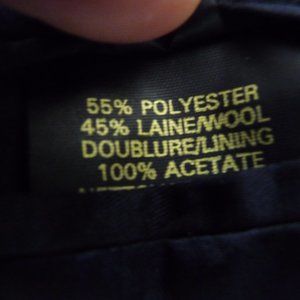 55% POLYESTER
45% LAINE/WOOL
DOUBLURE/LINING
100% ACETATE